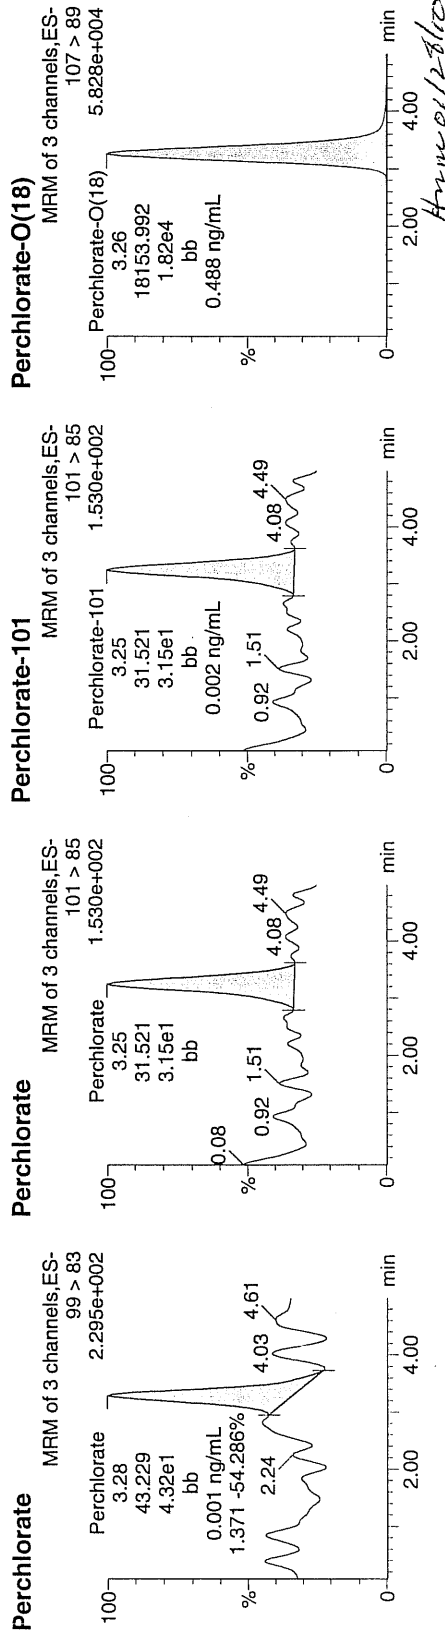 Perchlorate
MRM of 3 channels,ES-
99 > 83
2.295e+002
Perchlorate
3.28
43.229
4.32e1
bb
0.001 ng/mL
1.371 -54.286%
2.24
4.03
4.61
100
%
0
2.00
4.00
min
Perchlorate
MRM of 3 channels,ES-
101 > 85
1.530e+002
Perchlorate
3.25
31.521
3.15e1
bb
0.08
0.92
1.51
4.08
4.49
100
%
0
2.00
4.00
min
Perchlorate-101
MRM of 3 channels,ES-
101 > 85
1.530e+002
Perchlorate-101
3.25
31.521
3.15e1
bb
0.002 ng/mL
0.92
1.51
4.08
4.49
100
%
0
2.00
4.00
min
Perchlorate-O(18)
MRM of 3 channels,ES-
107 > 89
5.828e+004
Perchlorate-O(18)
3.26
18153.992
1.82e4
bb
0.488 ng/mL
100
%
0
2.00
4.00
min